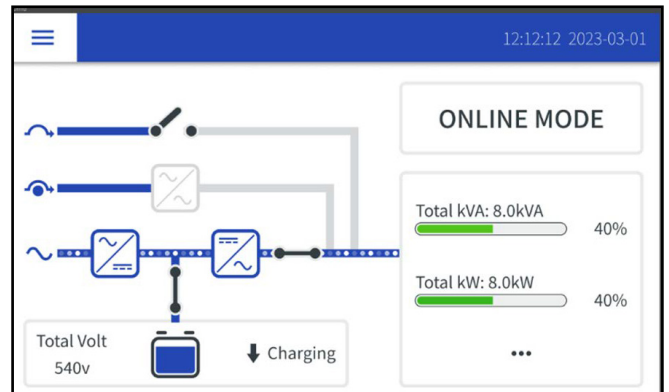 12:12:12 2023-03-01
ONLINE MODE
Total kVA: 8.0kVA
40%
Total kW: 8.0kW
40%
Total Volt
540v
Charging